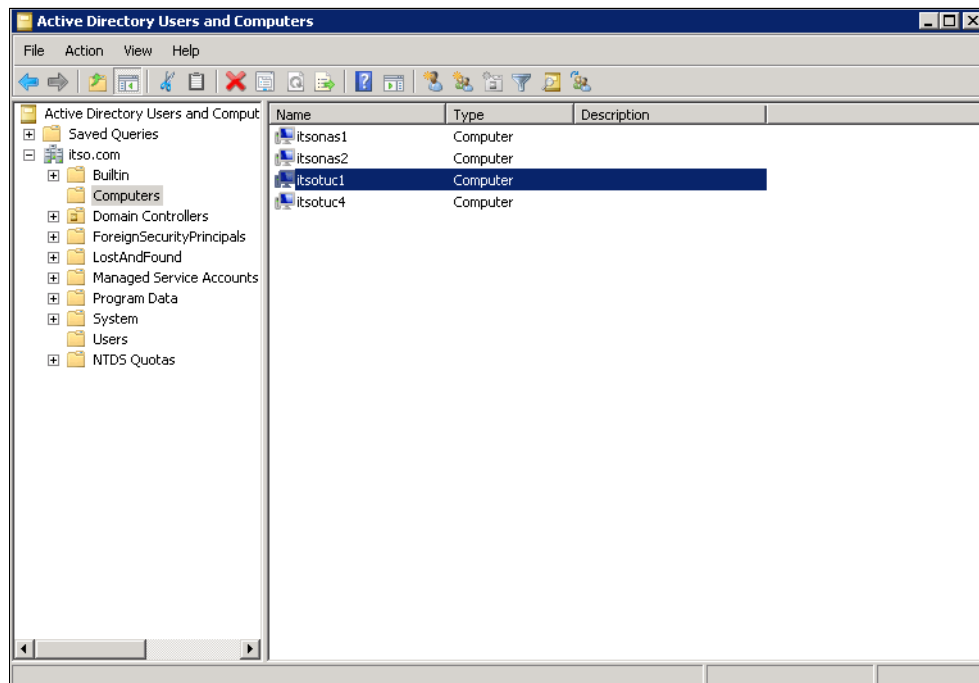 Active Directory Users and Computers
File Action View Help
Active Directory Users and Comput
Saved Queries
itso.com
Builtin
Computers
Domain Controllers
ForeignSecurityPrincipals
LostAndFound
Managed Service Accounts
Program Data
System
Users
NTDS Quotas
Name Type Description
itsonas1 Computer
itsonas2 Computer
itsotuc1 Computer
itsotuc4 Computer